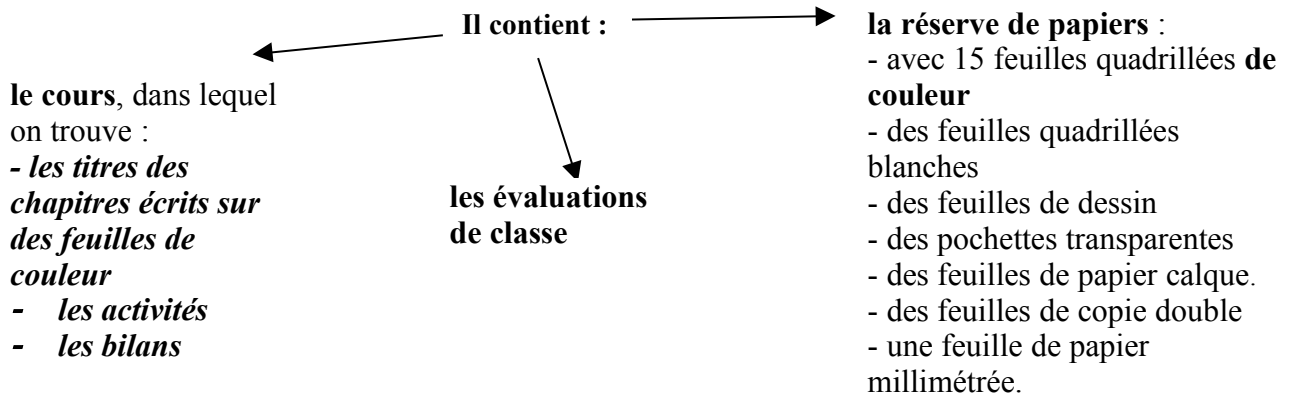 Il contient :
le cours, dans lequel
on trouve :
- les titres des
chapitres écrits sur
des feuilles de
couleur
- les activités
- les bilans
les évaluations
de classe
la réserve de papiers :
- avec 15 feuilles quadrillées de
couleur
- des feuilles quadrillées
blanches
- des feuilles de dessin
- des pochettes transparentes
- des feuilles de papier calque.
- des feuilles de copie double
- une feuille de papier
millimétrée.